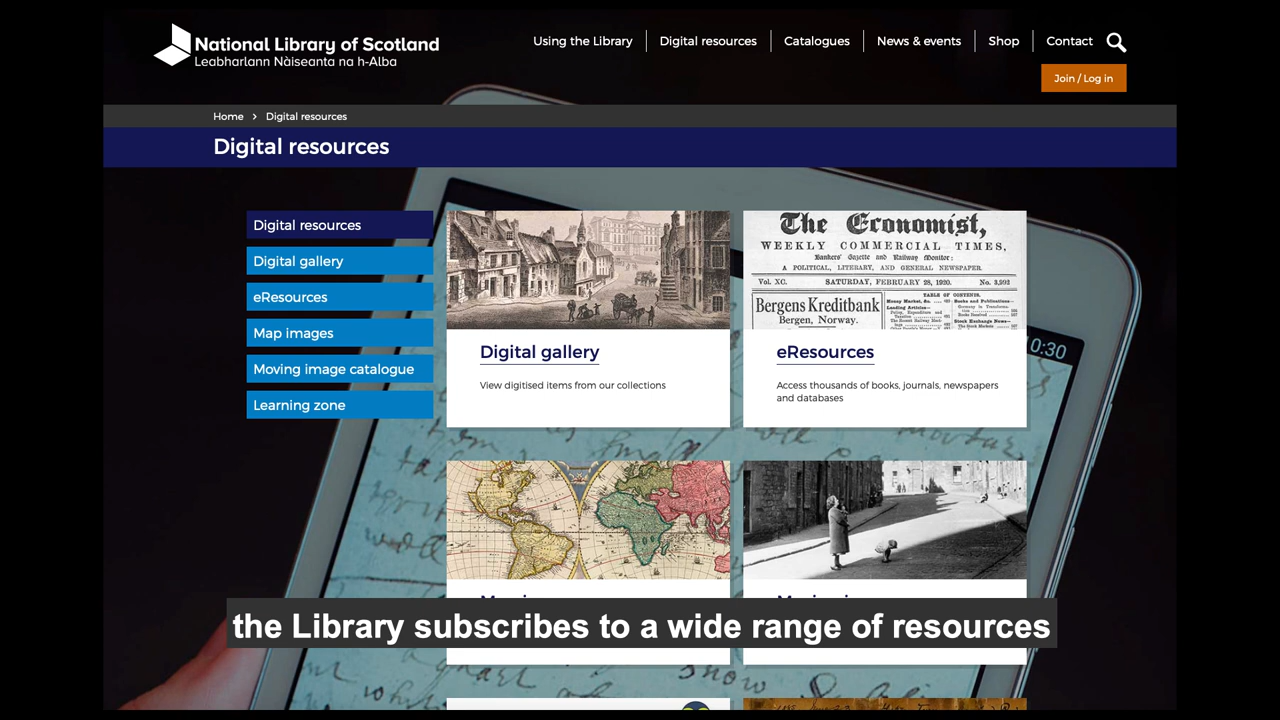 National Library of Scotland
Leabharlann Nàiseanta na h-Alba
Using the Library
Digital resources
Catalogues
News & events
Shop
Contact
Join / Log in
Home > Digital resources
Digital resources
Digital resources
Digital gallery
eResources
Map images
Moving image catalogue
Learning zone
The Economist,
WEEKLY COMMERCIAL TIMES,
Bankers' Gazette and Railway Monitor:
A POLITICAL, LITERARY, AND GENERAL NEWSPAPER.
Vol. XC. SATURDAY, FEBRUARY 28, 1920. No. 3,992
Bergens Kreditbank
Bergen, Norway.
TABLE OF CONTENTS.
Digital gallery
View digitised items from our collections
eResources
Access thousands of books, journals, newspapers
and databases
0:30
the Library subscribes to a wide range of resources